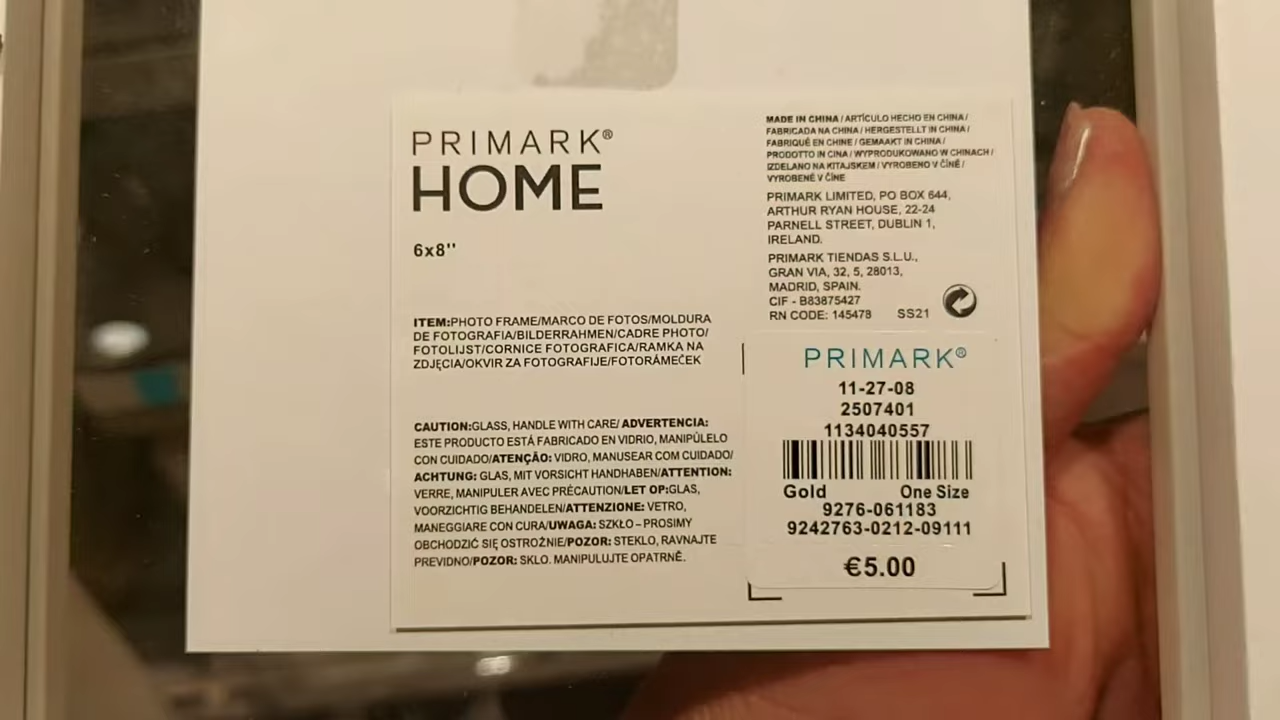 PRIMARK®
HOME
6x8"
ITEM:PHOTO FRAME/MARCO DE FOTOS/MOLDURA
DE FOTOGRAFIA/BILDERRAHMEN/CADRE PHOTO/
FOTOLIJST/CORNICE FOTOGRAFICA/RAMKA NA
ZDJĘCIA/OKVIR ZA FOTOGRAFIJE/FOTORÁMEČEK
CAUTION:GLASS, HANDLE WITH CARE/ ADVERTENCIA:
ESTE PRODUCTO ESTÁ FABRICADO EN VIDRIO, MANIPÚLELO
CON CUIDADO/ATENÇÃO: VIDRO, MANUSEAR COM CUIDADO/
ACHTUNG: GLAS, MIT VORSICHT HANDHABEN/ATTENTION:
VERRE, MANIPULER AVEC PRÉCAUTION/LET OP:GLAS,
VOORZICHTIG BEHANDELEN/ATTENZIONE: VETRO,
MANEGGIARE CON CURA/UWAGA: SZKŁO – PROSIMY
OBCHODZIĆ SIĘ OSTROŻNIE/POZOR: STEKLO, RAVNAJTE
PREVIDNO/POZOR: SKLO. MANIPULUJTE OPATRNĚ.
MADE IN CHINA / ARTÍCULO HECHO EN CHINA /
FABRICADA NA CHINA / HERGESTELLT IN CHINA /
FABRIQUÉ EN CHINE / GEMAAKT IN CHINA /
PRODOTTO IN CINA / WYPRODUKOWANO W CHINACH /
IZDELANO NA KITAJSKEM / VYROBENO V ČÍNĚ /
VYROBENÉ V ČÍNE
PRIMARK LIMITED, PO BOX 644,
ARTHUR RYAN HOUSE, 22-24
PARNELL STREET, DUBLIN 1,
IRELAND.
PRIMARK TIENDAS S.L.U.,
GRAN VIA, 32, 5, 28013,
MADRID, SPAIN.
CIF - B83875427
RN CODE: 145478 SS21
PRIMARK®
11-27-08
2507401
1134040557
Gold One Size
9276-061183
9242763-0212-09111
€5.00